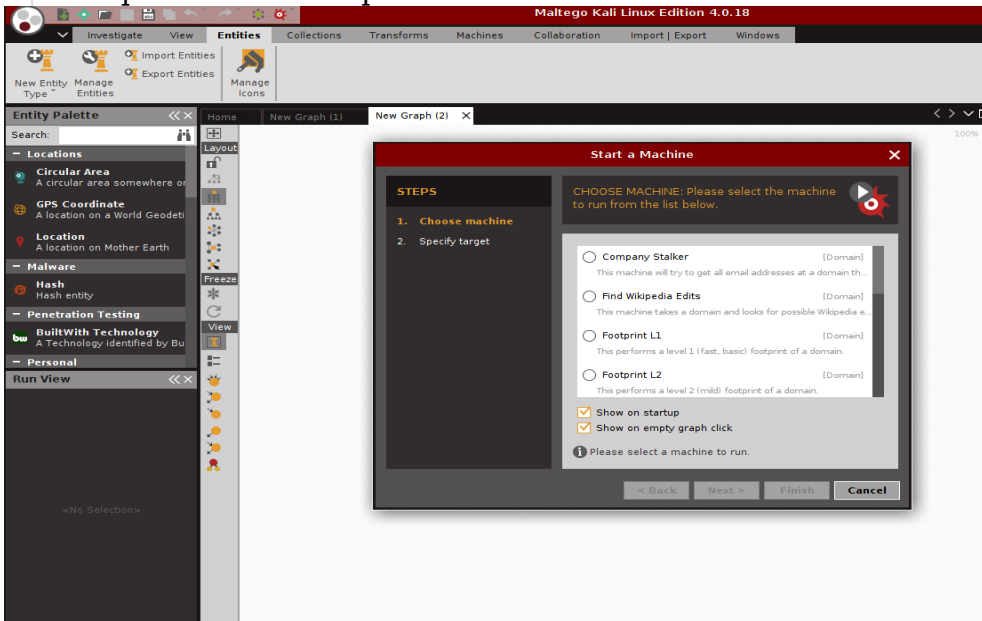 Maltego Kali Linux Edition 4.0.18
Investigate View Entities Collections Transforms Machines Collaboration Import | Export Windows
New Entity Type
Manage Entities
Import Entities
Export Entities
Manage Icons
Entity Palette
Home New Graph (1) New Graph (2)
100%
Search:
Layout
Locations
Circular Area
A circular area somewhere or
GPS Coordinate
A location on a World Geodeti
Location
A location on Mother Earth
Malware
Freeze
Hash
Hash entity
Penetration Testing
View
BuiltWith Technology
A Technology identified by Bu
Personal
Run View
<No Selection>
Start a Machine
STEPS
1. Choose machine
2. Specify target
CHOOSE MACHINE: Please select the machine
to run from the list below.
Company Stalker [Domain]
This machine will try to get all email addresses at a domain th...
Find Wikipedia Edits [Domain]
This machine takes a domain and looks for possible Wikipedia e...
Footprint L1 [Domain]
This performs a level 1 (fast, basic) footprint of a domain.
Footprint L2 [Domain]
This performs a level 2 (mild) footprint of a domain.
Show on startup
Show on empty graph click
Please select a machine to run.
< Back Next > Finish Cancel